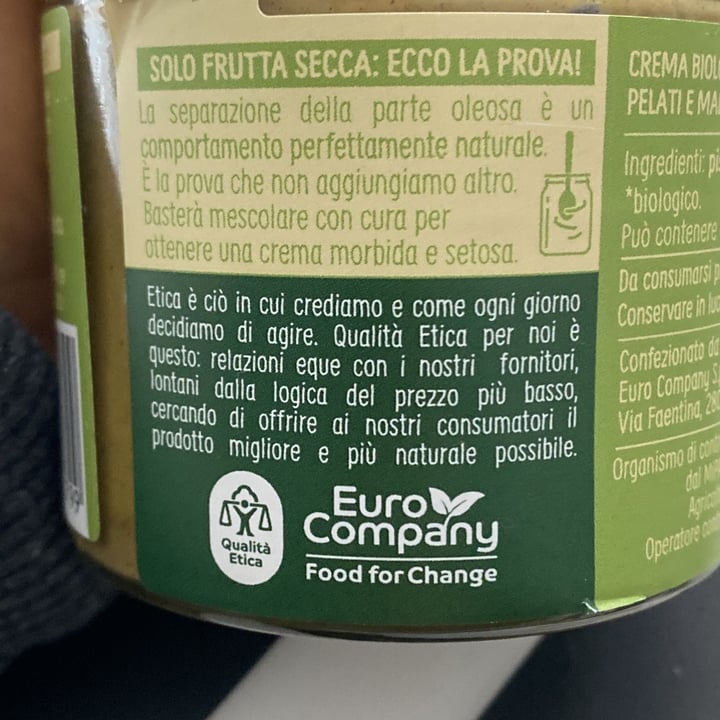 SOLO FRUTTA SECCA: ECCO LA PROVA!
La separazione della parte oleosa è un
comportamento perfettamente naturale.
È la prova che non aggiungiamo altro.
Basterà mescolare con cura per
ottenere una crema morbida e setosa.
Etica è ciò in cui crediamo e come ogni giorno
decidiamo di agire. Qualità Etica per noi è
questo: relazioni eque con i nostri fornitori,
lontani dalla logica del prezzo più basso,
cercando di offrire ai nostri consumatori il
prodotto migliore e più naturale possibile.
Qualità
Etica
Euro
Company
Food for Change
CREMA
PELATI E
Ingredienti:
*biologico.
Può contenere
Da consumarsi
Conservare in
Confezionato da
Euro Company
Via Faentina,
Organismo di
dal
Operatore